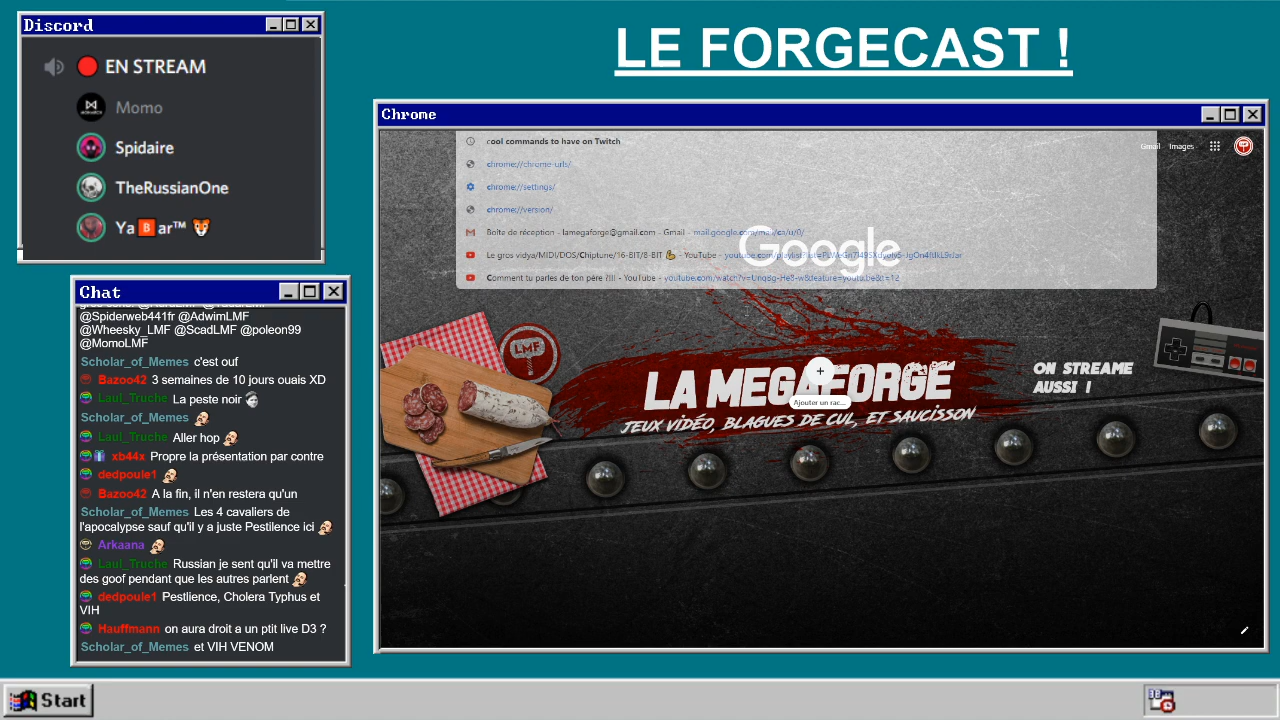 Discord
EN STREAM
Momo
Spidaire
TheRussianOne
Ya🅱ar™ 🦊
LE FORGECAST !
Chrome
cool commands to have on Twitch
chrome://chrome-urls/
chrome://settings/
chrome://version/
Boîte de réception - lamegaforge@gmail.com - Gmail - mail.google.com/mail/ca/u/0/
Le gros vidya/MIDI/DOS/Chiptune/16-BIT/8-BIT 💪 - YouTube -
Comment tu parles de ton père ?!!! - YouTube -
Gmail Images
Google
LMF
LA MEGAFORGE
JEUX VIDÉO, BLAGUES DE CUL, ET SAUCISSON
Ajouter un rac...
ON STREAME
AUSSI !
Chat
@Spiderweb441fr @AdwimLMF
@Wheesky_LMF @ScadLMF @poleon99
@MomoLMF
Scholar_of_Memes c'est ouf
Bazoo42 3 semaines de 10 jours ouais XD
Laul_Truche La peste noir
Scholar_of_Memes
Laul_Truche Aller hop
xb44x Propre la présentation par contre
dedpoule1
Bazoo42 A la fin, il n'en restera qu'un
Scholar_of_Memes Les 4 cavaliers de
l'apocalypse sauf qu'il y a juste Pestilence ici
Arkaana
Laul_Truche Russian je sent qu'il va mettre
des goof pendant que les autres parlent
dedpoule1 Pestlience, Cholera Typhus et
VIH
Hauffmann on aura droit a un ptit live D3 ?
Scholar_of_Memes et VIH VENOM
Start